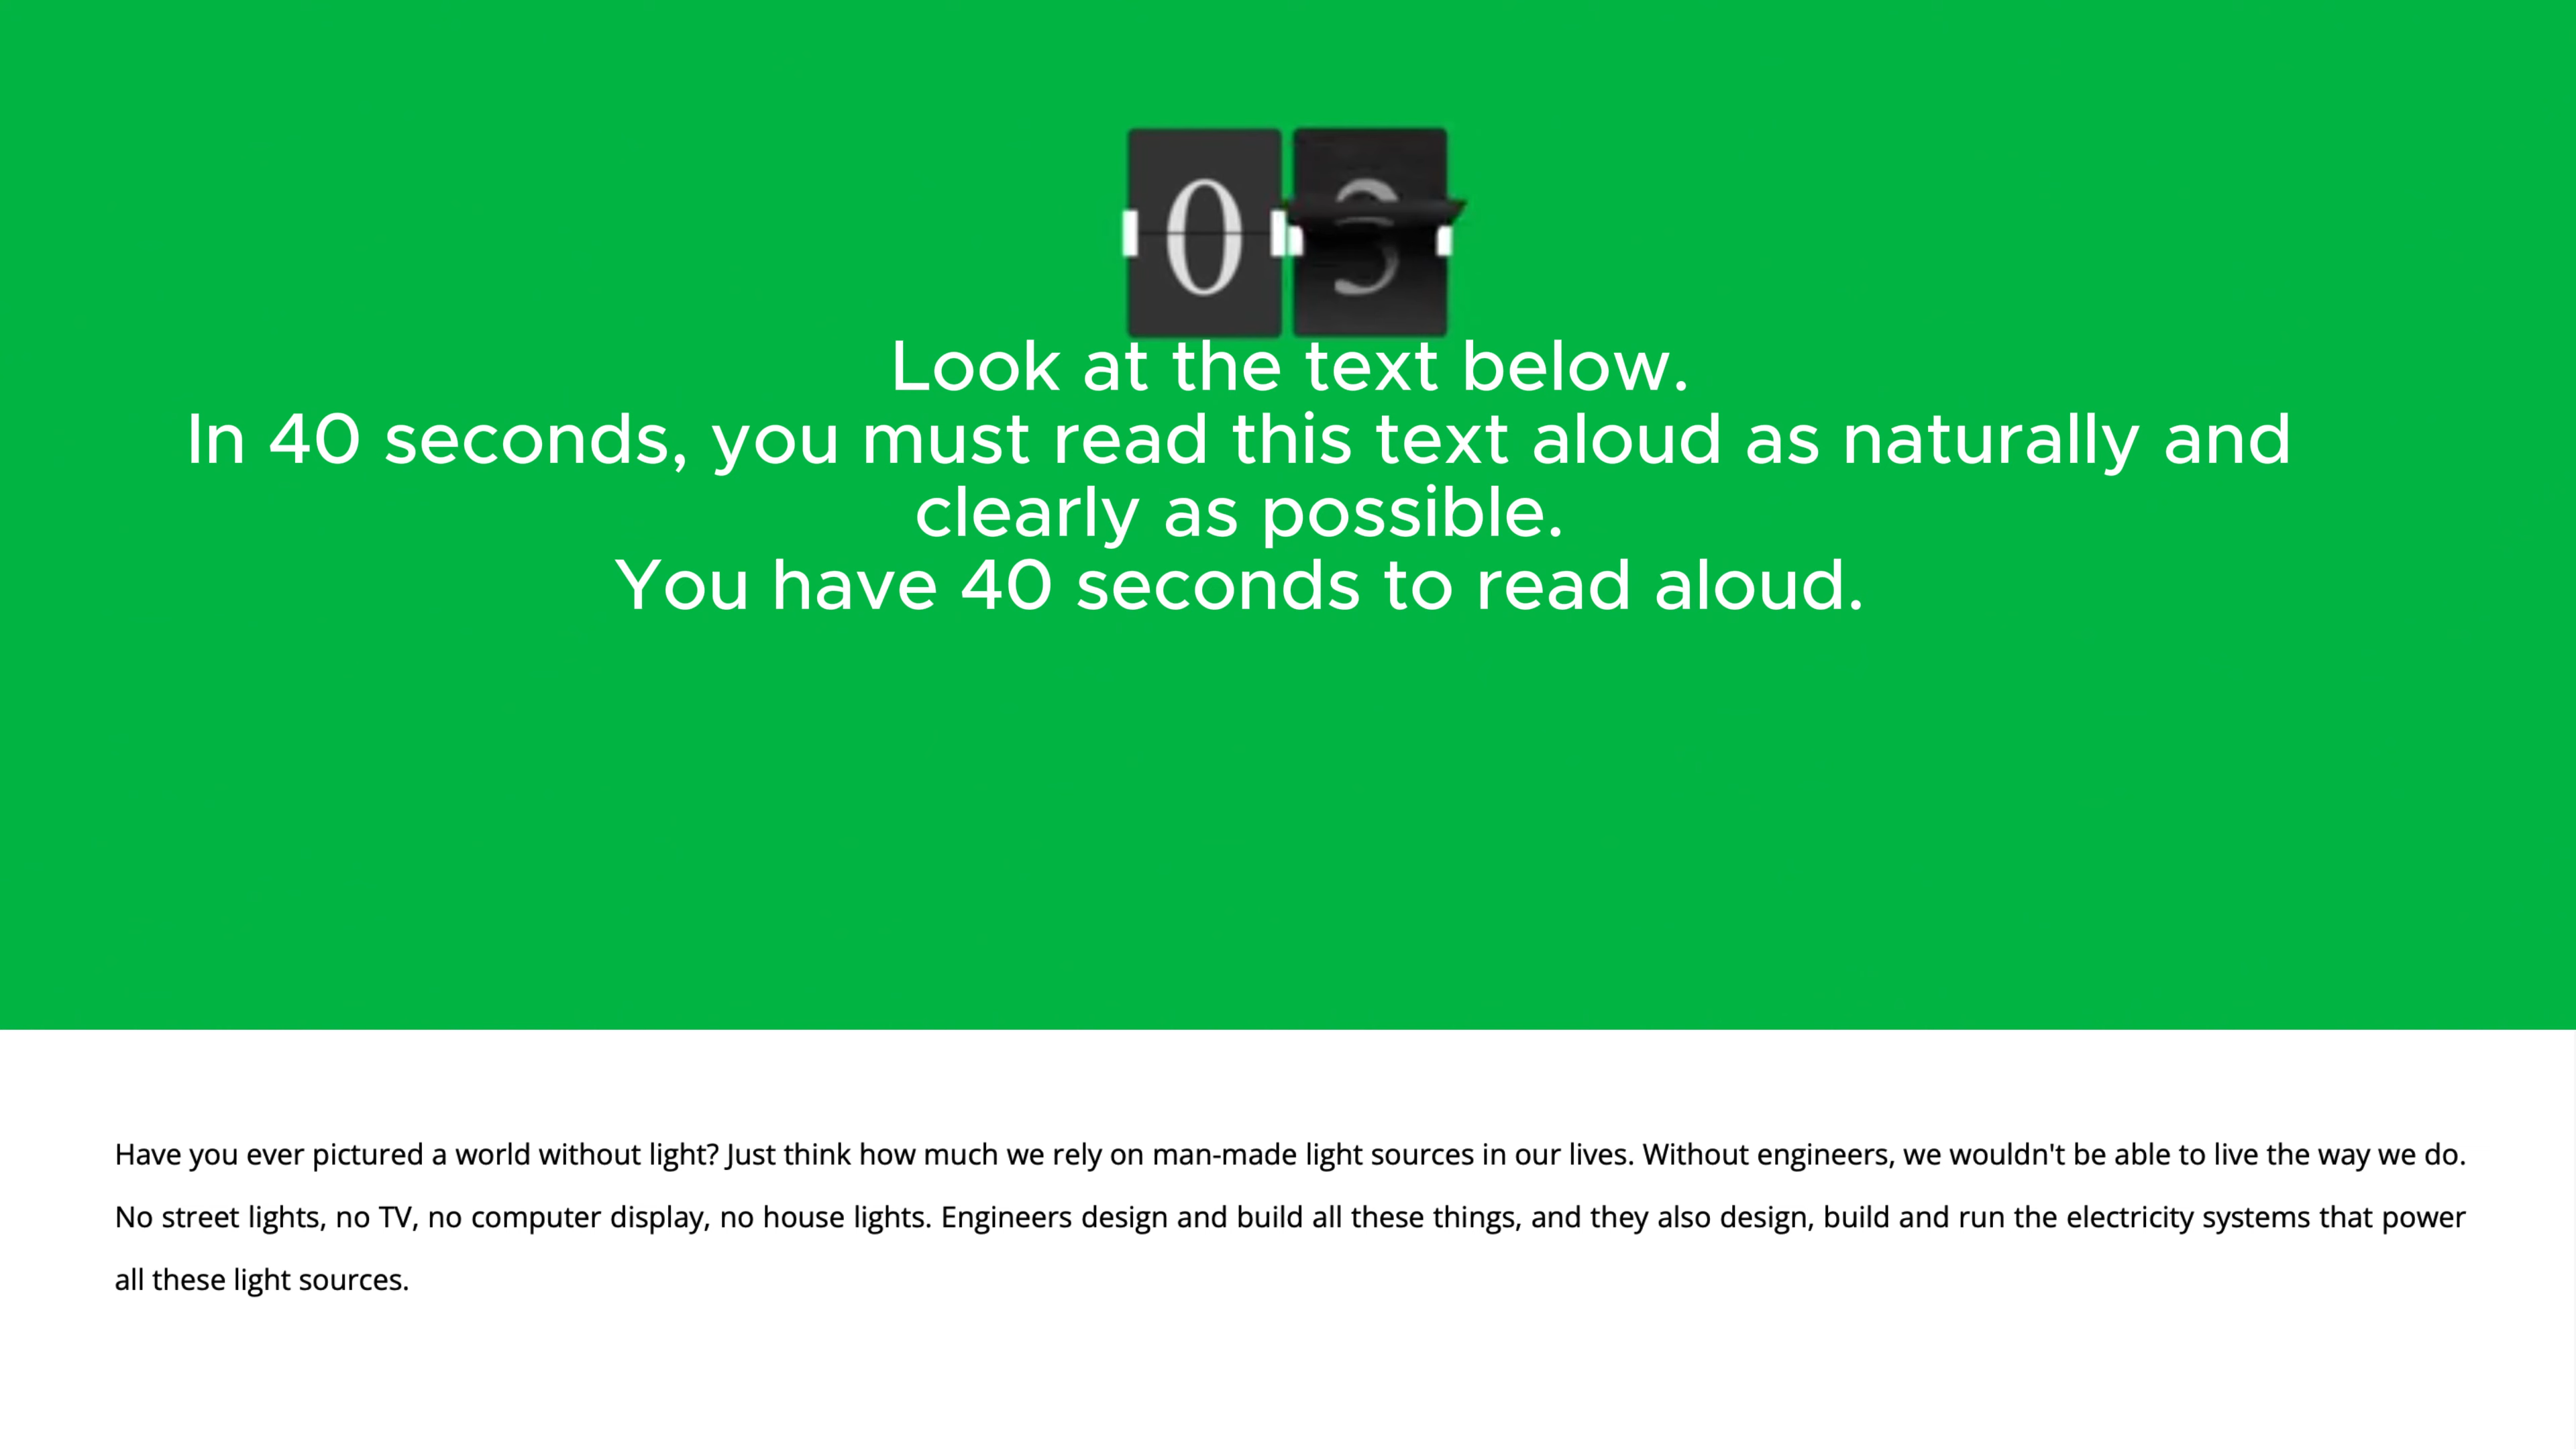 0
Look at the text below.
In 40 seconds, you must read this text aloud as naturally and
clearly as possible.
You have 40 seconds to read aloud.
Have you ever pictured a world without light? Just think how much we rely on man-made light sources in our lives. Without engineers, we wouldn't be able to live the way we do.
No street lights, no TV, no computer display, no house lights. Engineers design and build all these things, and they also design, build and run the electricity systems that power
all these light sources.